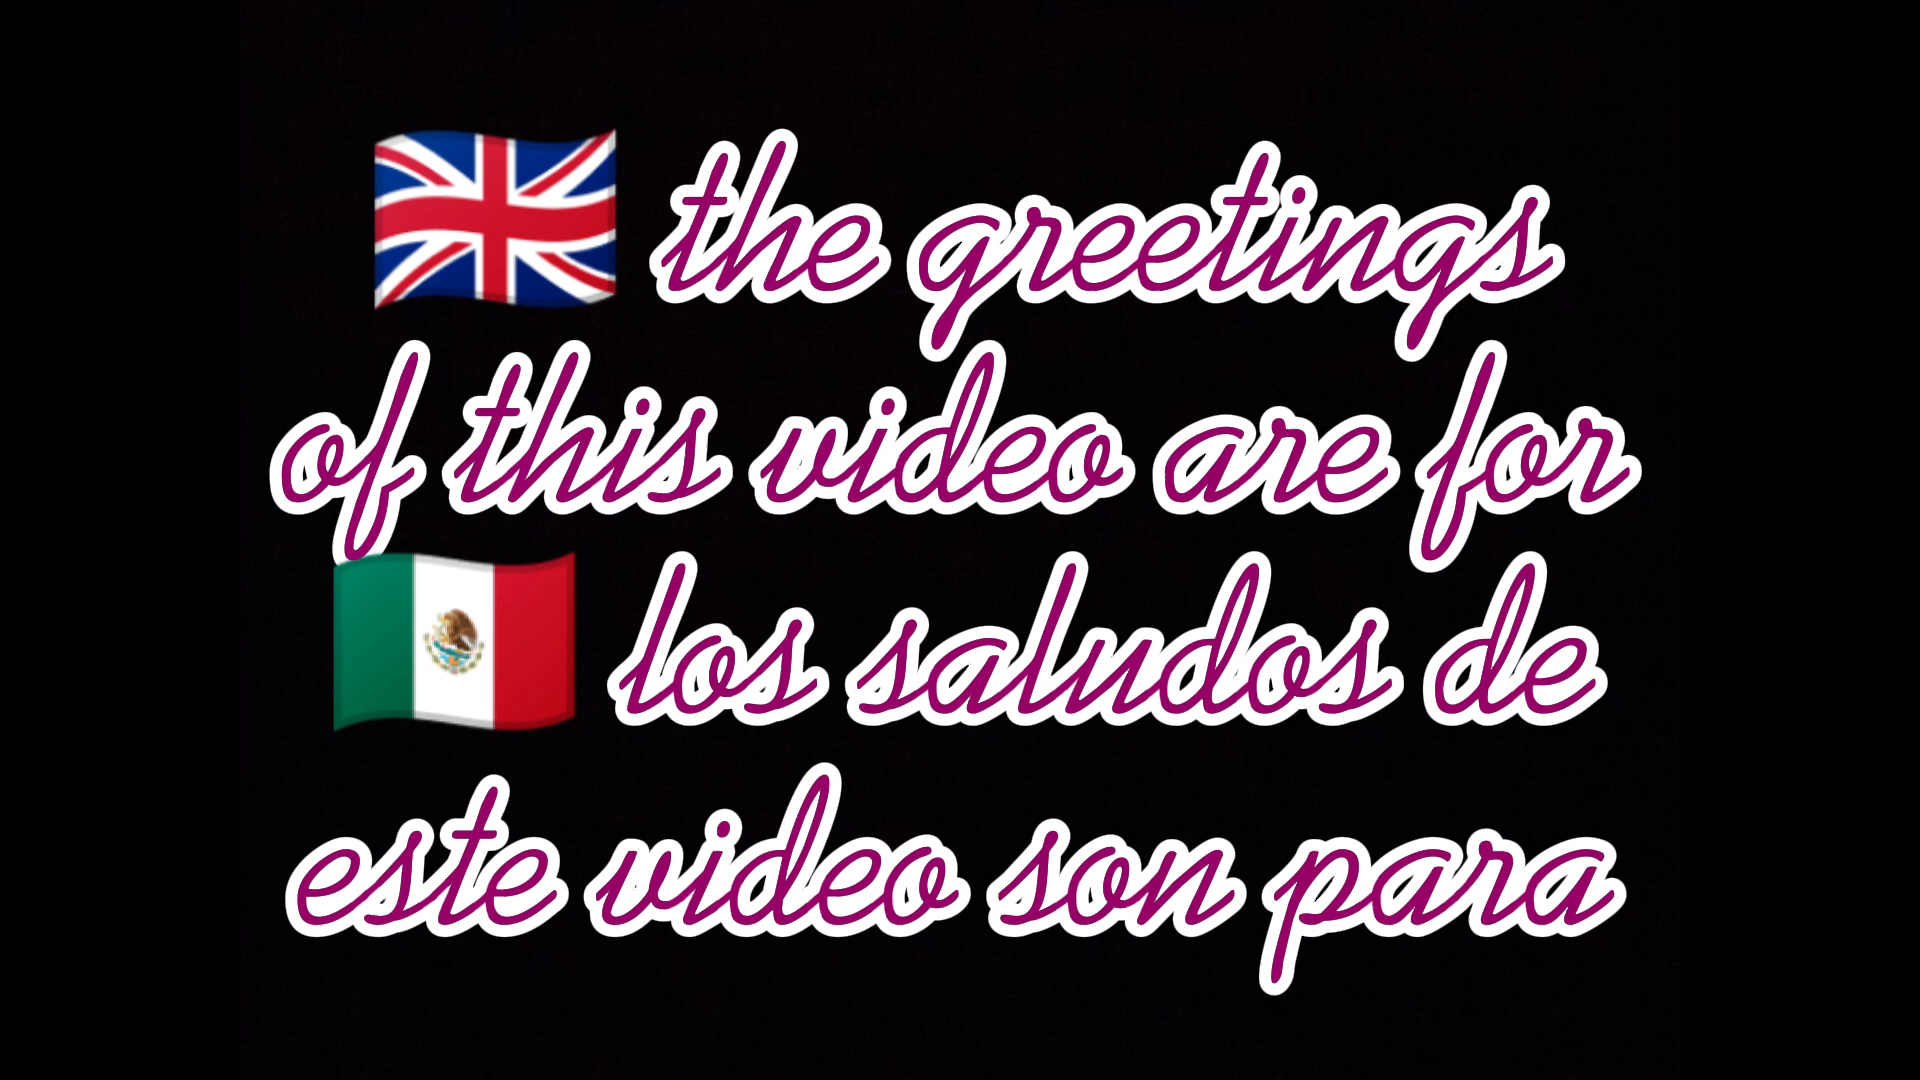 🇬🇧 the greetings
of this video are for
🇲🇽 los saludos de
este video son para